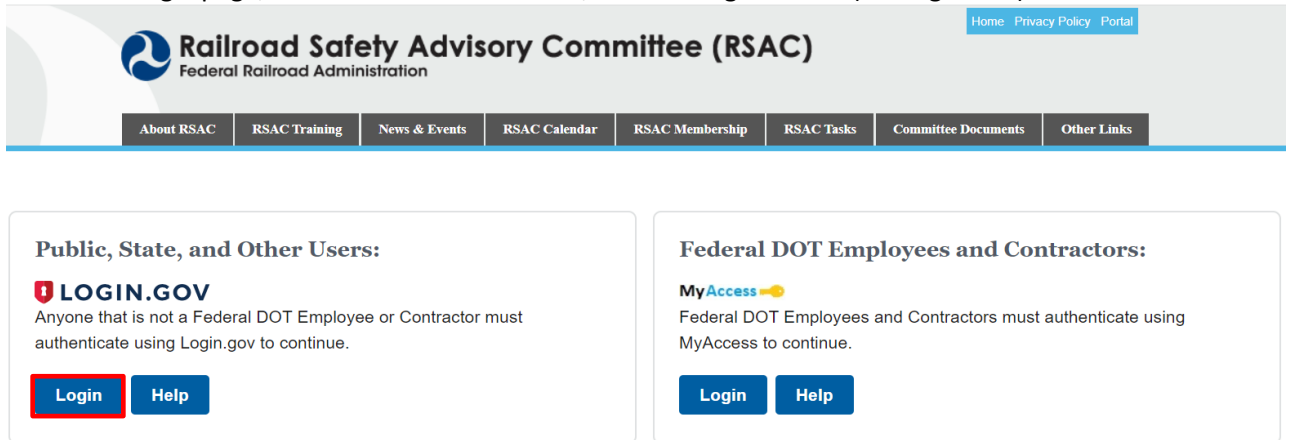 Home Privacy Policy Portal
Railroad Safety Advisory Committee (RSAC)
Federal Railroad Administration
About RSAC RSAC Training News & Events RSAC Calendar RSAC Membership RSAC Tasks Committee Documents Other Links
Public, State, and Other Users:
LOGIN.GOV
Anyone that is not a Federal DOT Employee or Contractor must
authenticate using Login.gov to continue.
Login Help
Federal DOT Employees and Contractors:
MyAccess
Federal DOT Employees and Contractors must authenticate using
MyAccess to continue.
Login Help